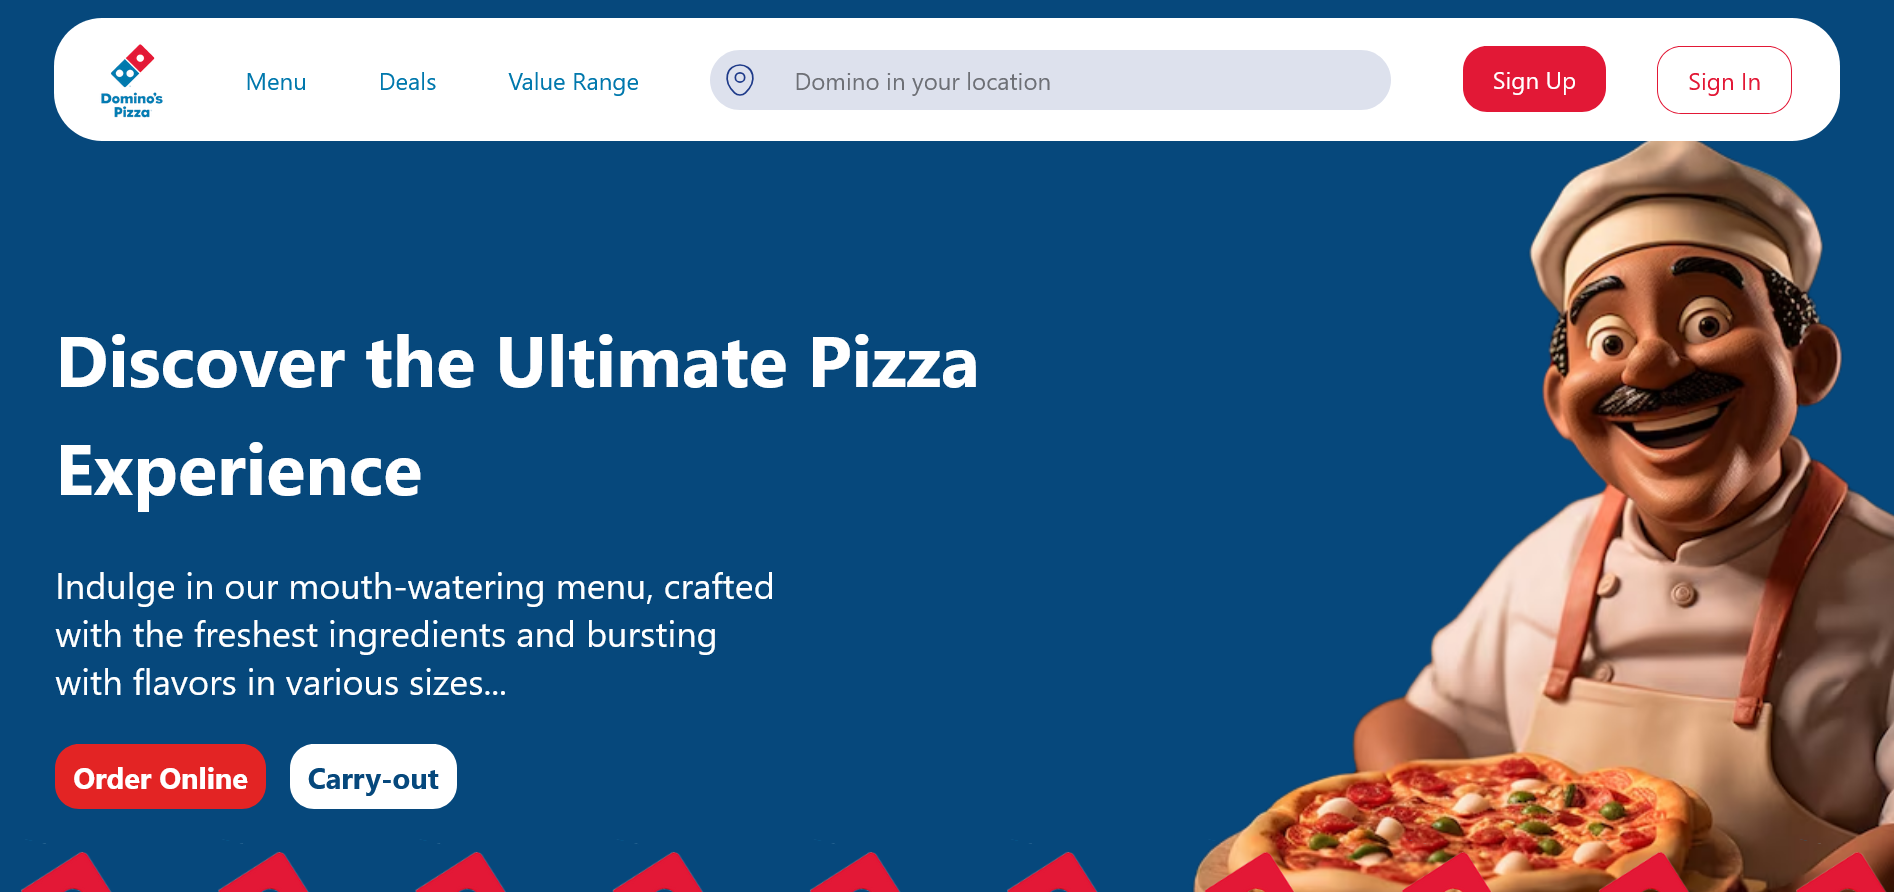 Domino's
Pizza
Menu
Deals
Value Range
Domino in your location
Sign Up
Sign In
Discover the Ultimate Pizza
Experience
Indulge in our mouth-watering menu, crafted
with the freshest ingredients and bursting
with flavors in various sizes...
Order Online
Carry-out